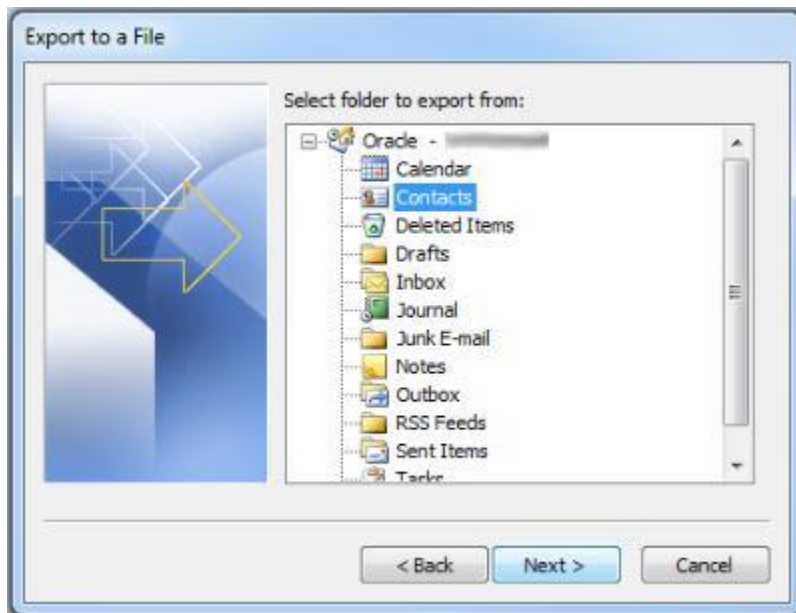 Export to a File
Select folder to export from:
Oracle -
Calendar
Contacts
Deleted Items
Drafts
Inbox
Journal
Junk E-mail
Notes
Outbox
RSS Feeds
Sent Items
Tasks
< Back Next > Cancel